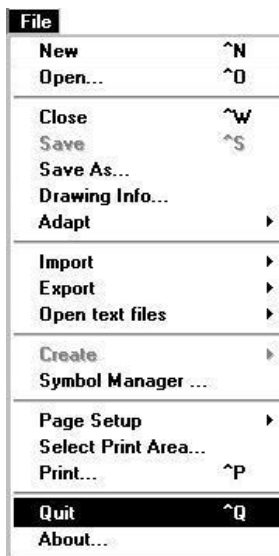 File
New ^N
Open... ^O
Close ^W
Save ^S
Save As...
Drawing Info...
Adapt
Import
Export
Open text files
Create
Symbol Manager ...
Page Setup
Select Print Area...
Print... ^P
Quit ^Q
About...